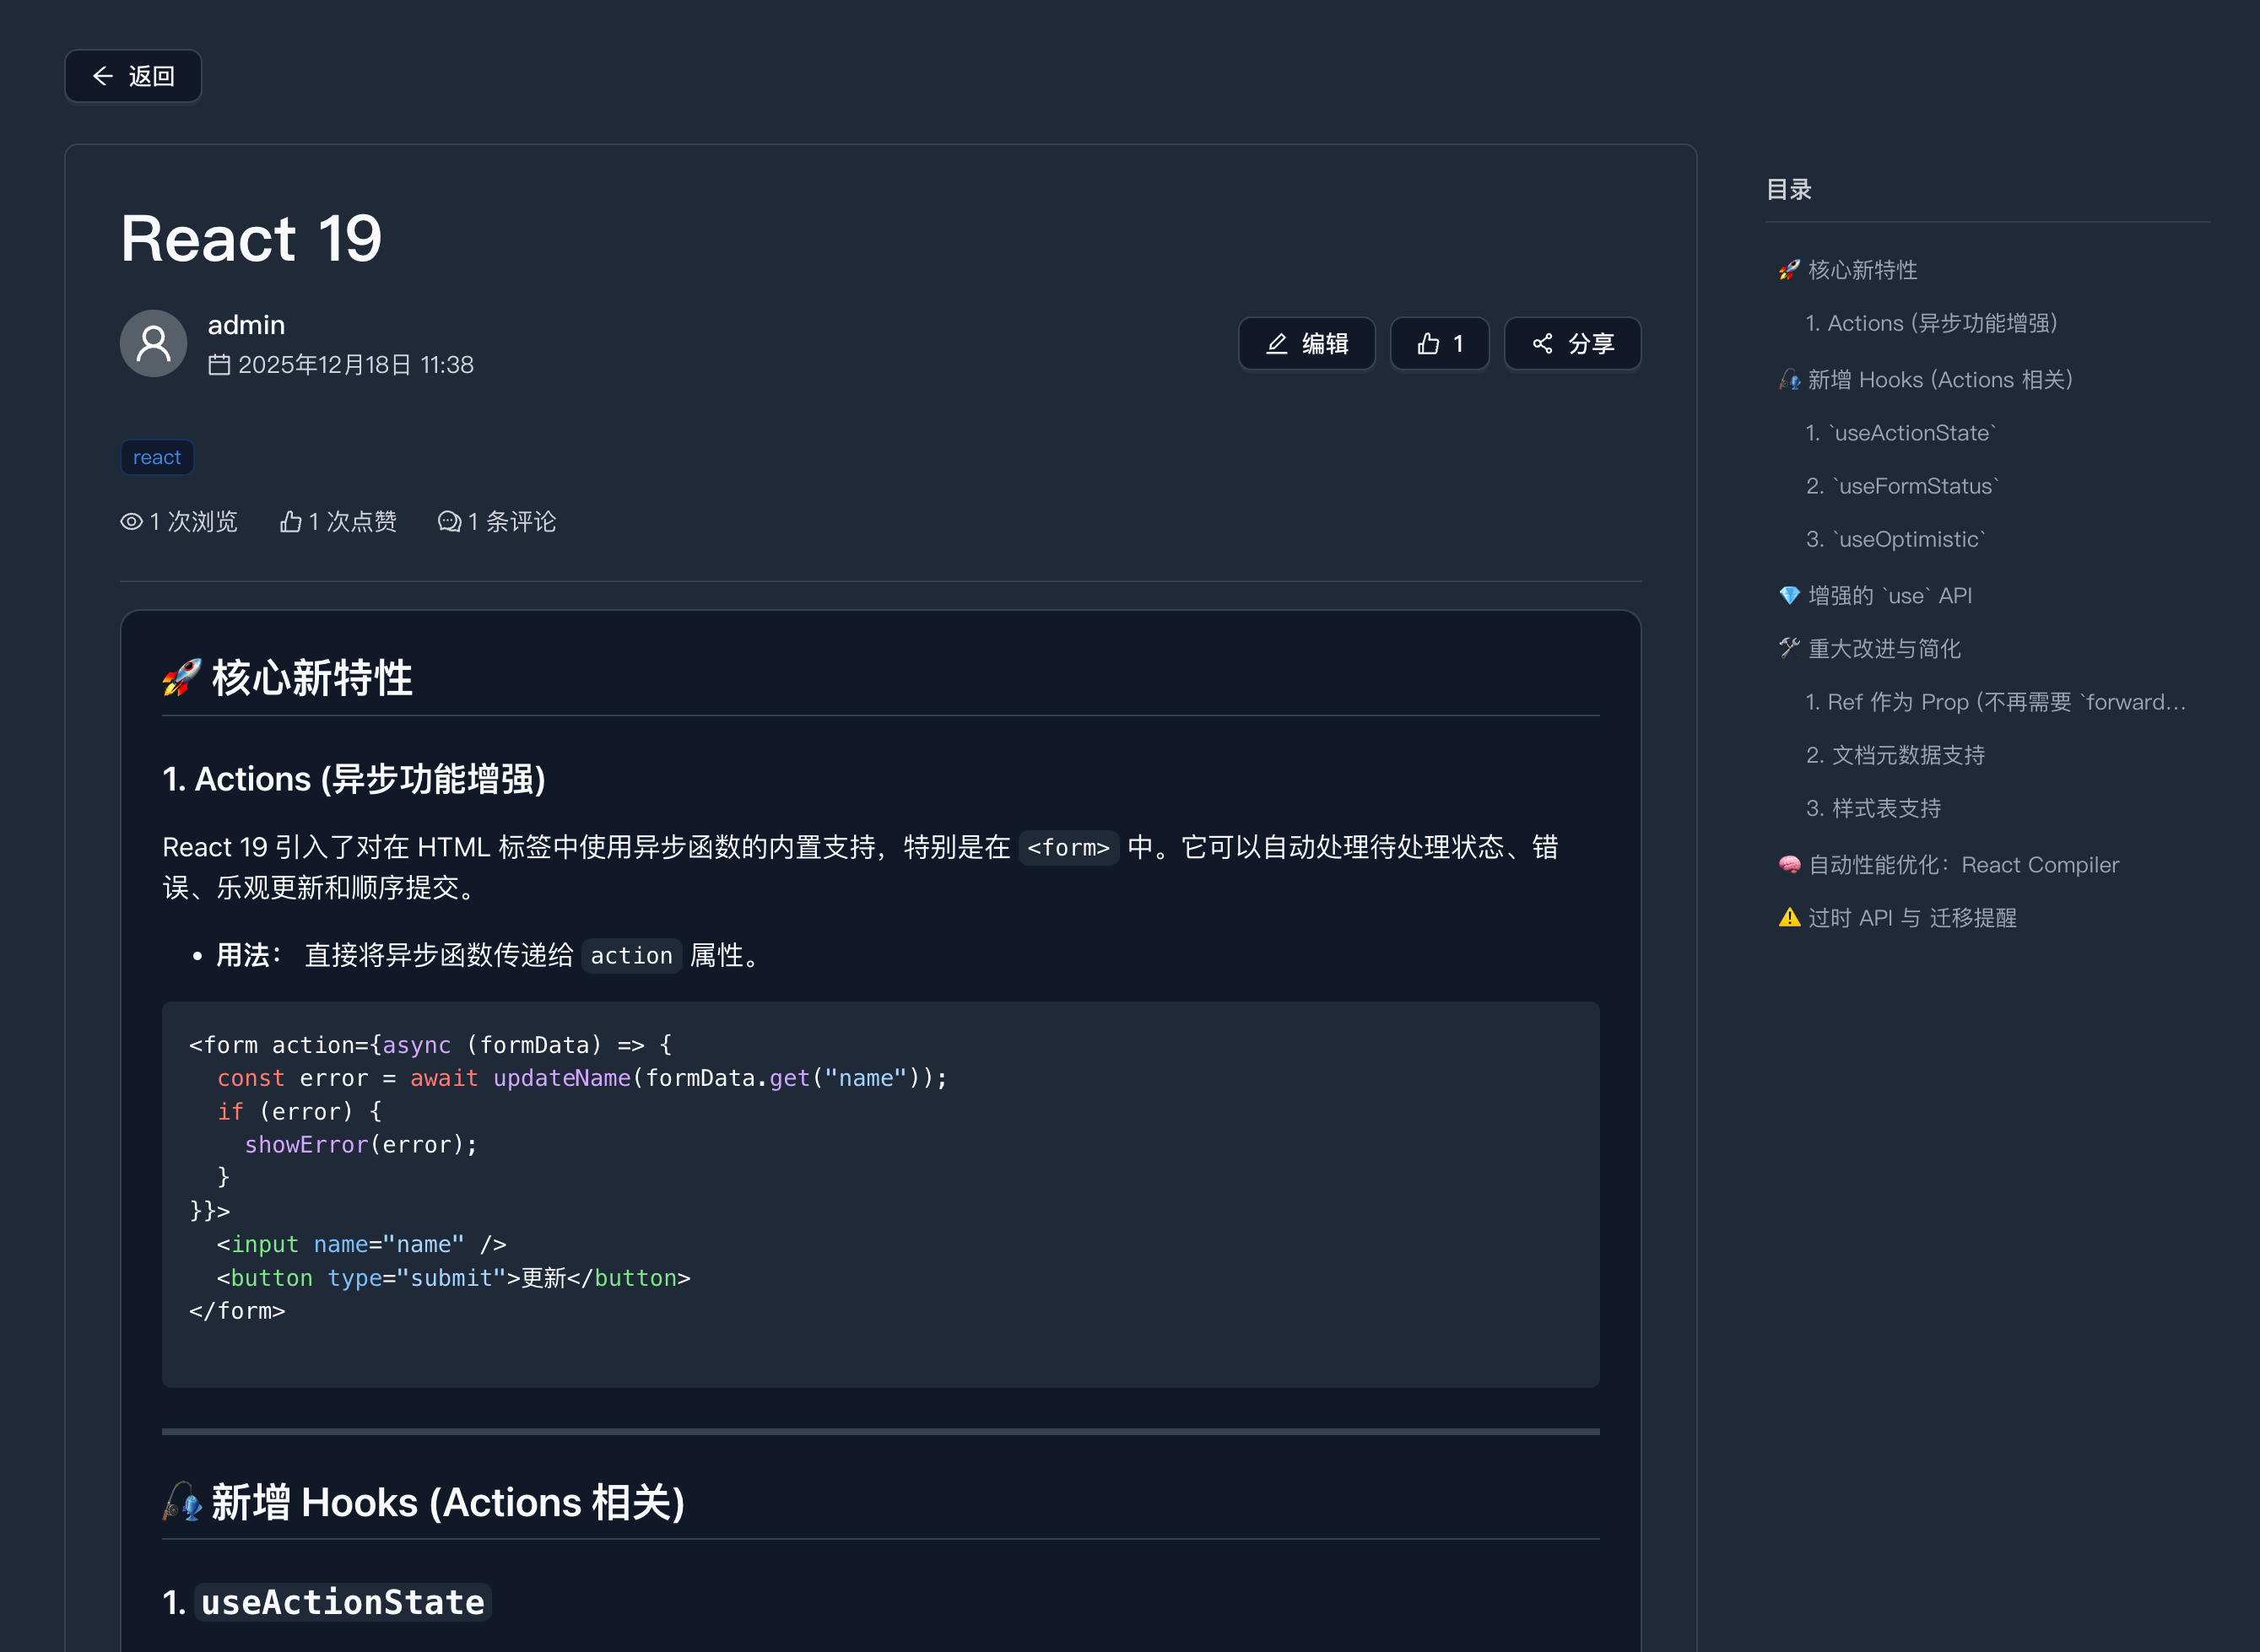 返回
React 19
admin
2025年12月18日 11:38
编辑
1
分享
react
1 次浏览
1 次点赞
1 条评论
🚀 核心新特性
1. Actions (异步功能增强)
React 19 引入了对在 HTML 标签中使用异步函数的内置支持，特别是在 <form> 中。它可以自动处理待处理状态、错
误、乐观更新和顺序提交。
• 用法： 直接将异步函数传递给 action 属性。
<form action={async (formData) => {
  const error = await updateName(formData.get("name"));
  if (error) {
    showError(error);
  }
}}>
  <input name="name" />
  <button type="submit">更新</button>
</form>
🎣 新增 Hooks (Actions 相关)
1. useActionState
目录
🚀 核心新特性
1. Actions (异步功能增强)
🎣 新增 Hooks (Actions 相关)
1. `useActionState`
2. `useFormStatus`
3. `useOptimistic`
💎 增强的 `use` API
🛠 重大改进与简化
1. Ref 作为 Prop (不再需要 `forward...
2. 文档元数据支持
3. 样式表支持
🧠 自动性能优化：React Compiler
⚠️ 过时 API 与 迁移提醒